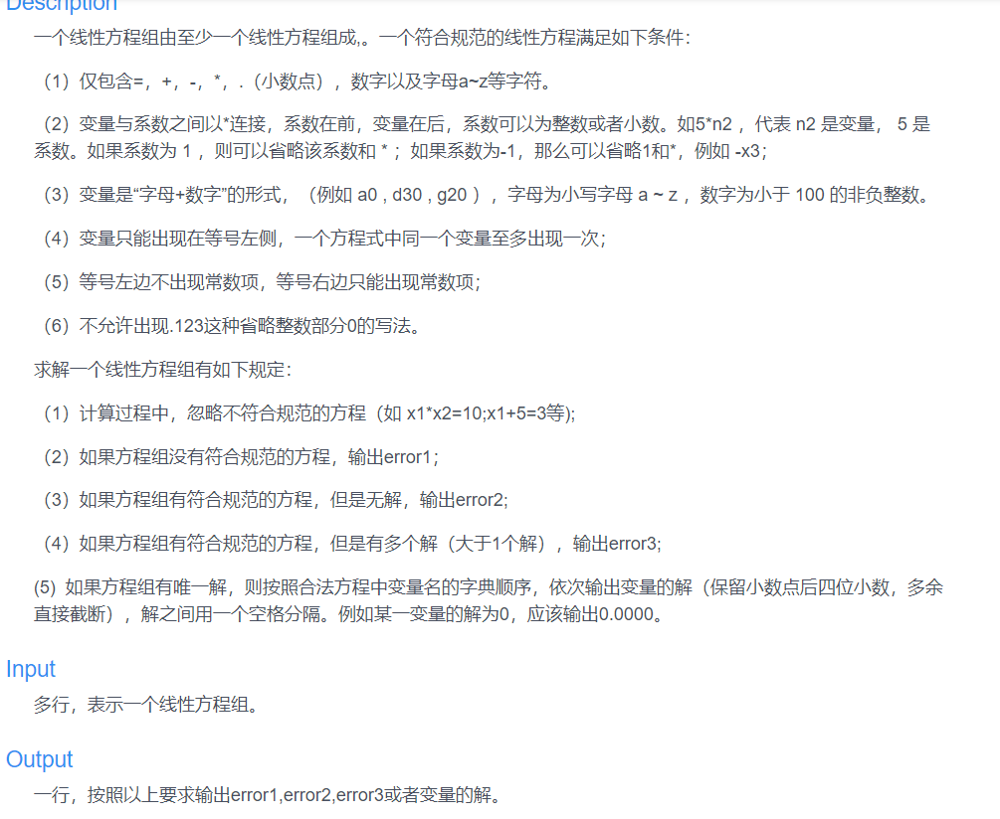 Description
一个线性方程组由至少一个线性方程组成,。一个符合规范的线性方程满足如下条件：
（1）仅包含=，+，-，*，.（小数点），数字以及字母a~z等字符。
（2）变量与系数之间以*连接，系数在前，变量在后，系数可以为整数或者小数。如5*n2 ，代表 n2 是变量， 5 是
系数。如果系数为 1 ，则可以省略该系数和 * ；如果系数为-1，那么可以省略1和*，例如 -x3；
（3）变量是“字母+数字”的形式，（例如 a0 , d30 , g20 ），字母为小写字母 a ~ z ，数字为小于 100 的非负整数。
（4）变量只能出现在等号左侧，一个方程式中同一个变量至多出现一次；
（5）等号左边不出现常数项，等号右边只能出现常数项；
（6）不允许出现.123这种省略整数部分0的写法。
求解一个线性方程组有如下规定：
（1）计算过程中，忽略不符合规范的方程（如 x1*x2=10;x1+5=3等);
（2）如果方程组没有符合规范的方程，输出error1；
（3）如果方程组有符合规范的方程，但是无解，输出error2;
（4）如果方程组有符合规范的方程，但是有多个解（大于1个解），输出error3;
(5) 如果方程组有唯一解，则按照合法方程中变量名的字典顺序，依次输出变量的解（保留小数点后四位小数，多余
直接截断），解之间用一个空格分隔。例如某一变量的解为0，应该输出0.0000。
Input
多行，表示一个线性方程组。
Output
一行，按照以上要求输出error1,error2,error3或者变量的解。